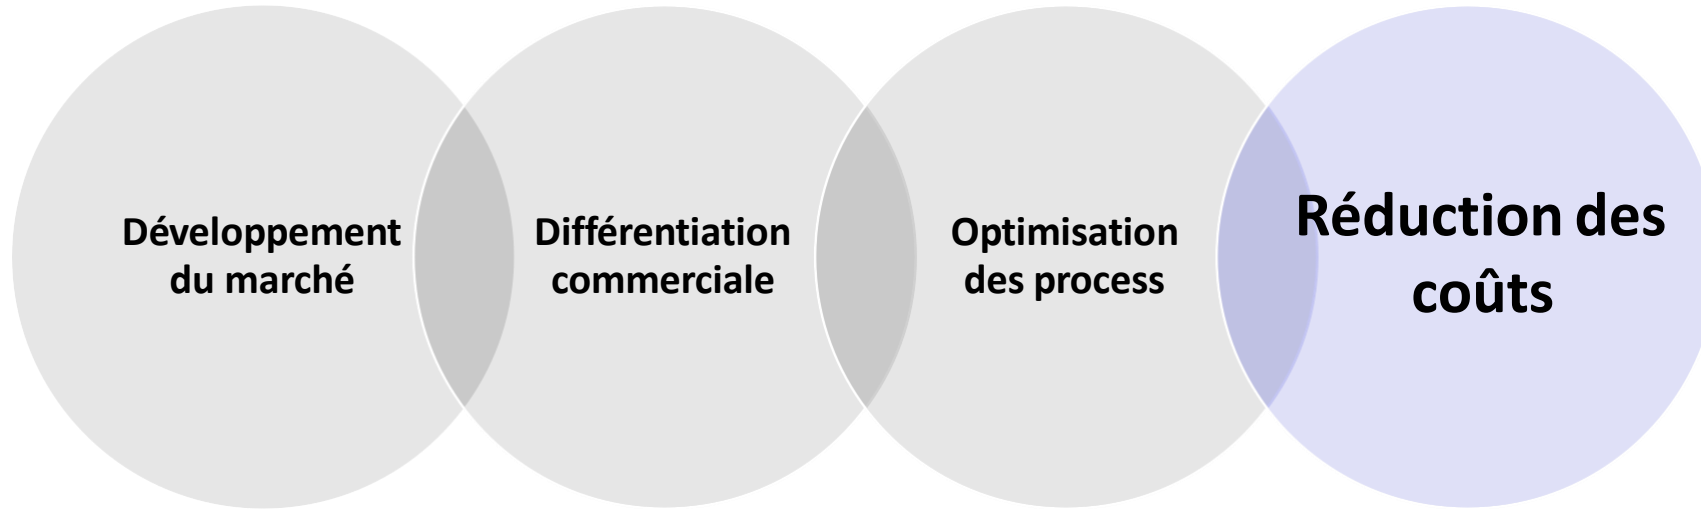 Développement
du marché
Différentiation
commerciale
Optimisation
des process
Réduction des
coûts